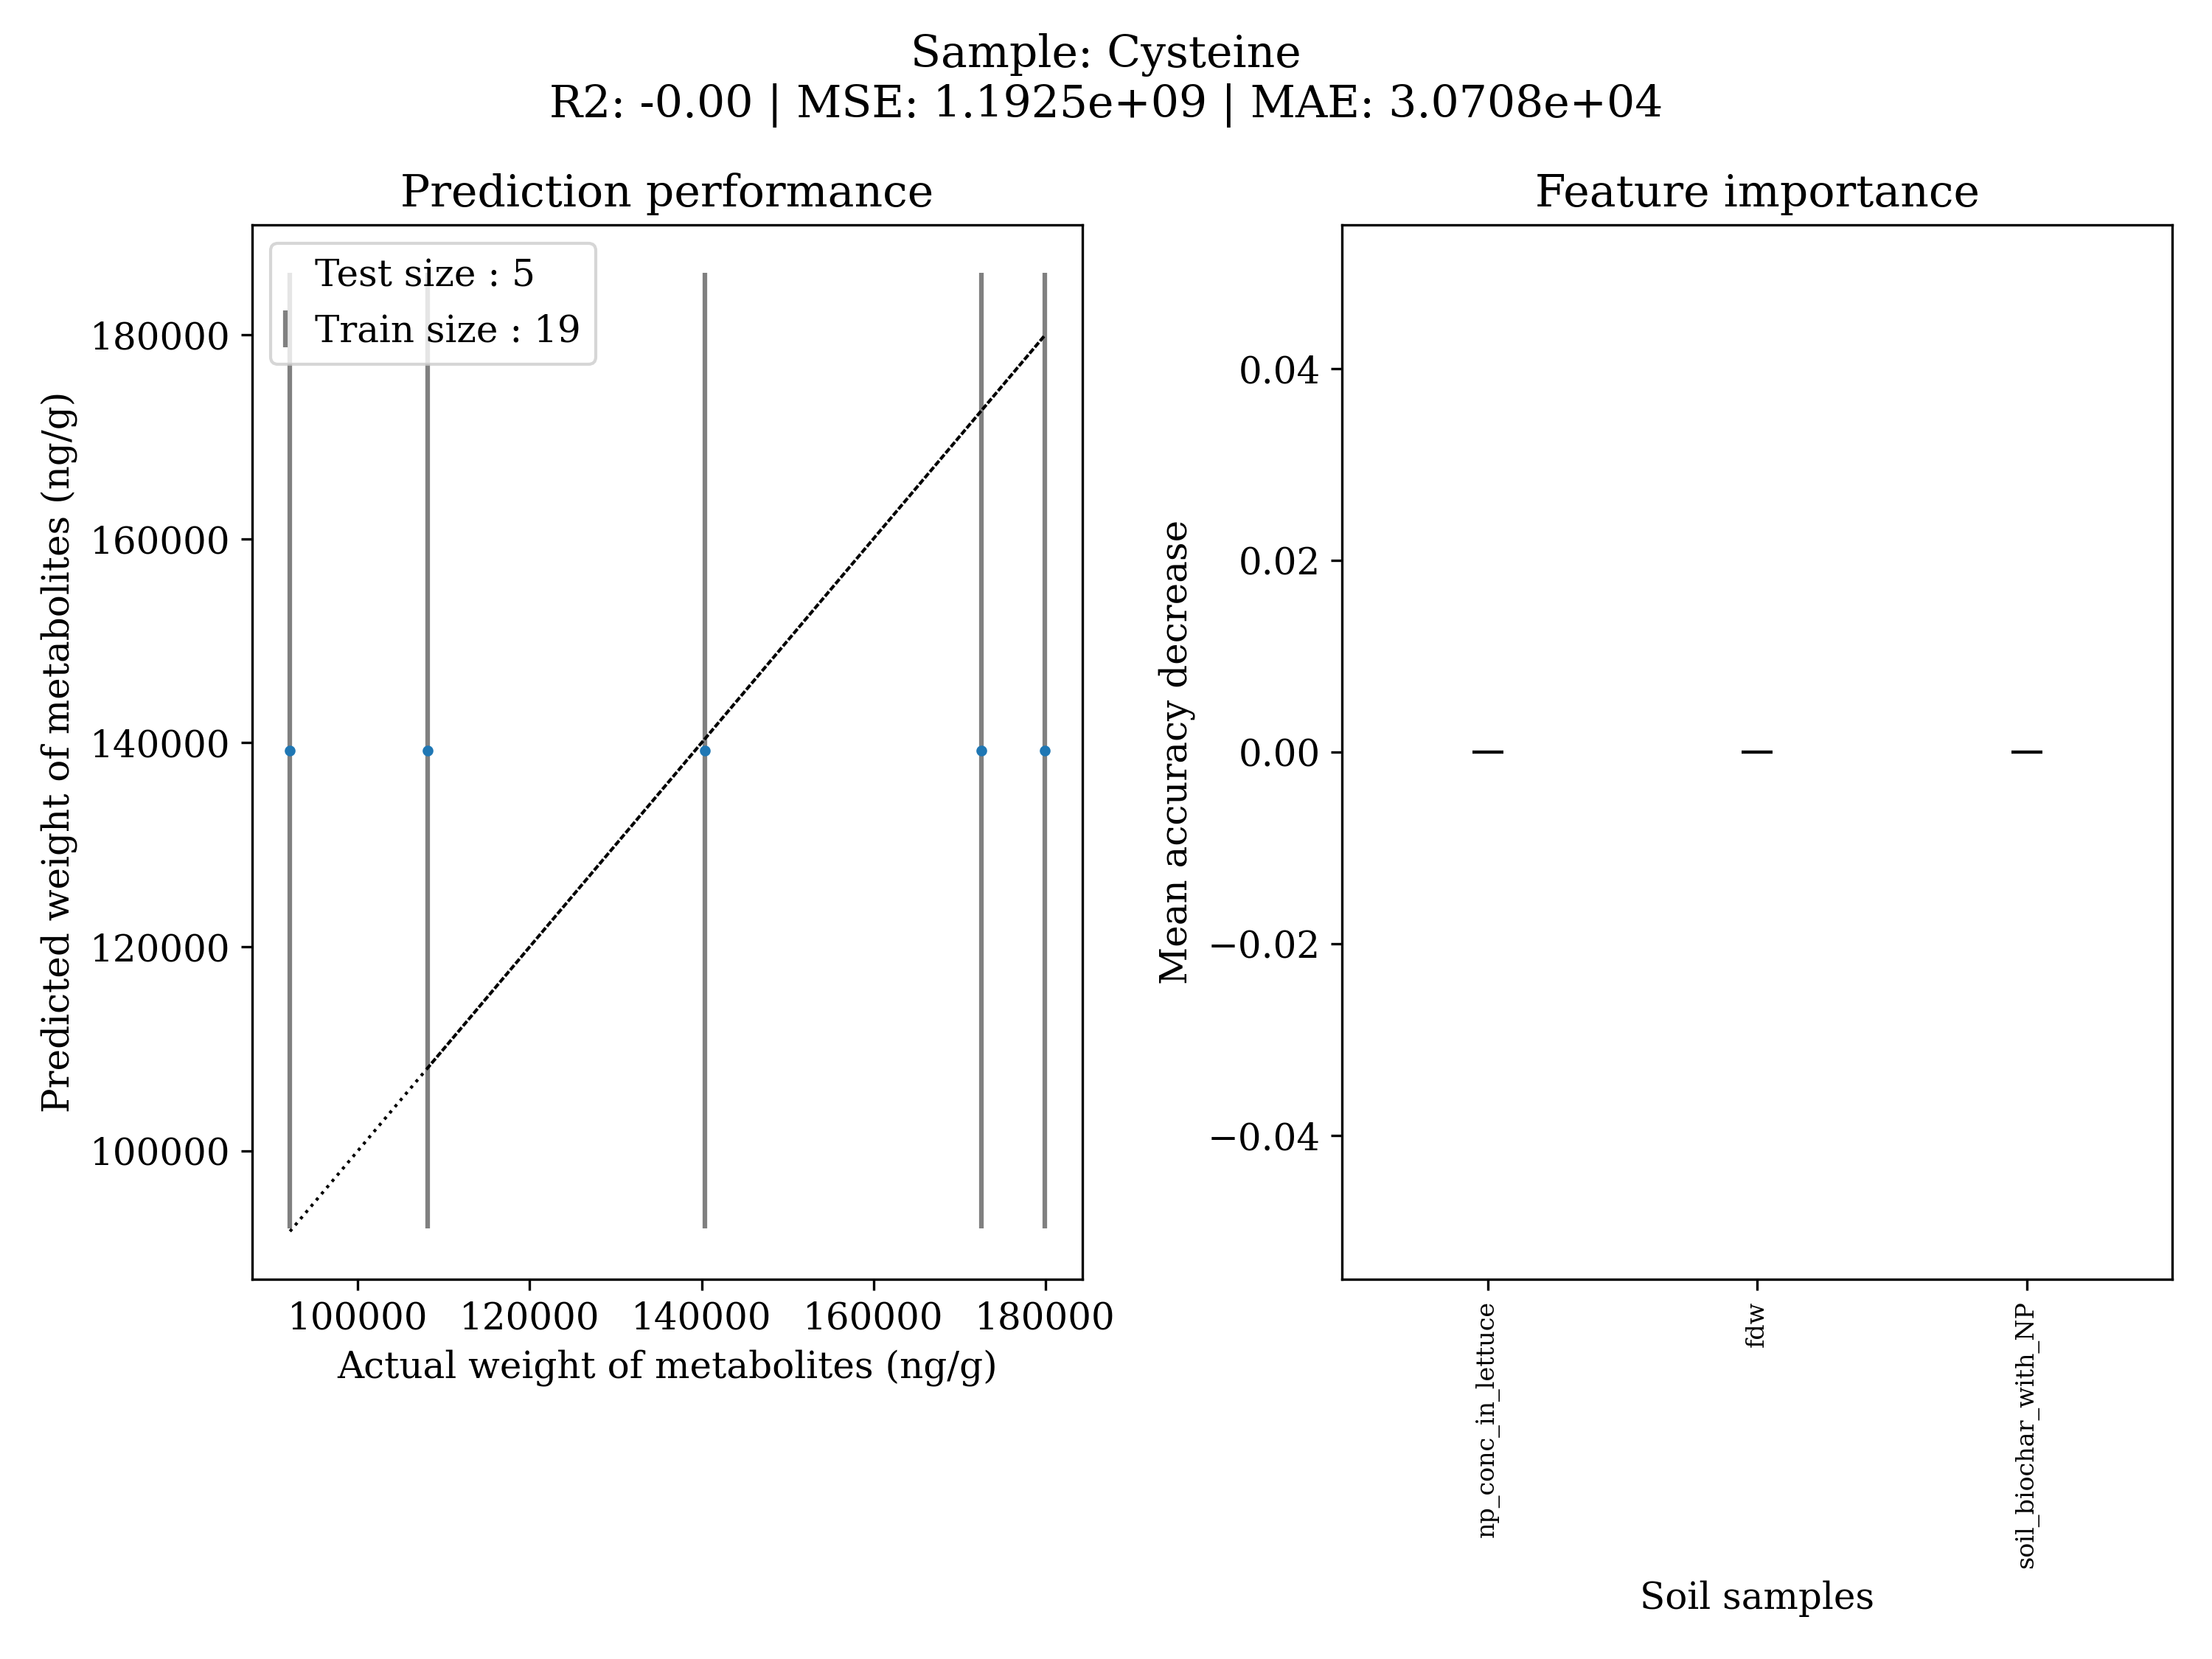 Sample: Cysteine
R2: -0.00 | MSE: 1.1925e+09 | MAE: 3.0708e+04
Prediction performance
Test size : 5
Train size : 19
Predicted weight of metabolites (ng/g)
180000
160000
140000
120000
100000
100000 120000 140000 160000 180000
Actual weight of metabolites (ng/g)
Feature importance
Mean accuracy decrease
0.04
0.02
0.00
−0.02
−0.04
np_conc_in_lettuce
fdw
soil_biochar_with_NP
Soil samples